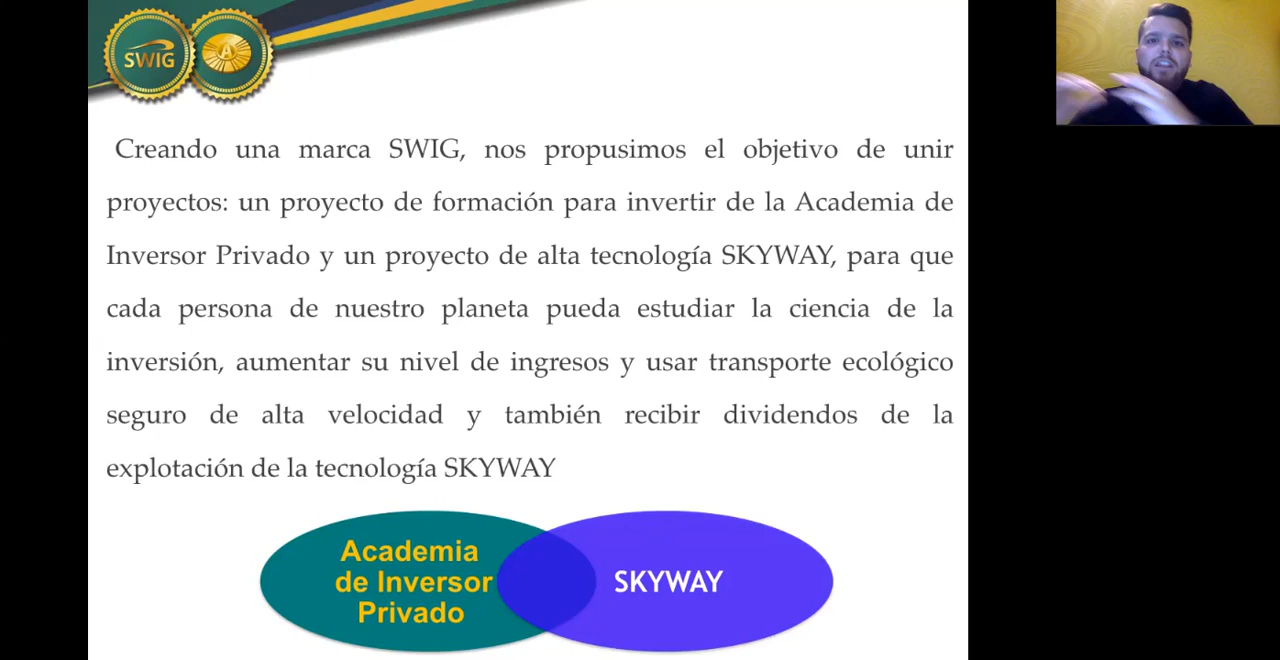 SWIG
A
Creando una marca SWIG, nos propusimos el objetivo de unir
proyectos: un proyecto de formación para invertir de la Academia de
Inversor Privado y un proyecto de alta tecnología SKYWAY, para que
cada persona de nuestro planeta pueda estudiar la ciencia de la
inversión, aumentar su nivel de ingresos y usar transporte ecológico
seguro de alta velocidad y también recibir dividendos de la
explotación de la tecnología SKYWAY
Academia
de Inversor
Privado
SKYWAY